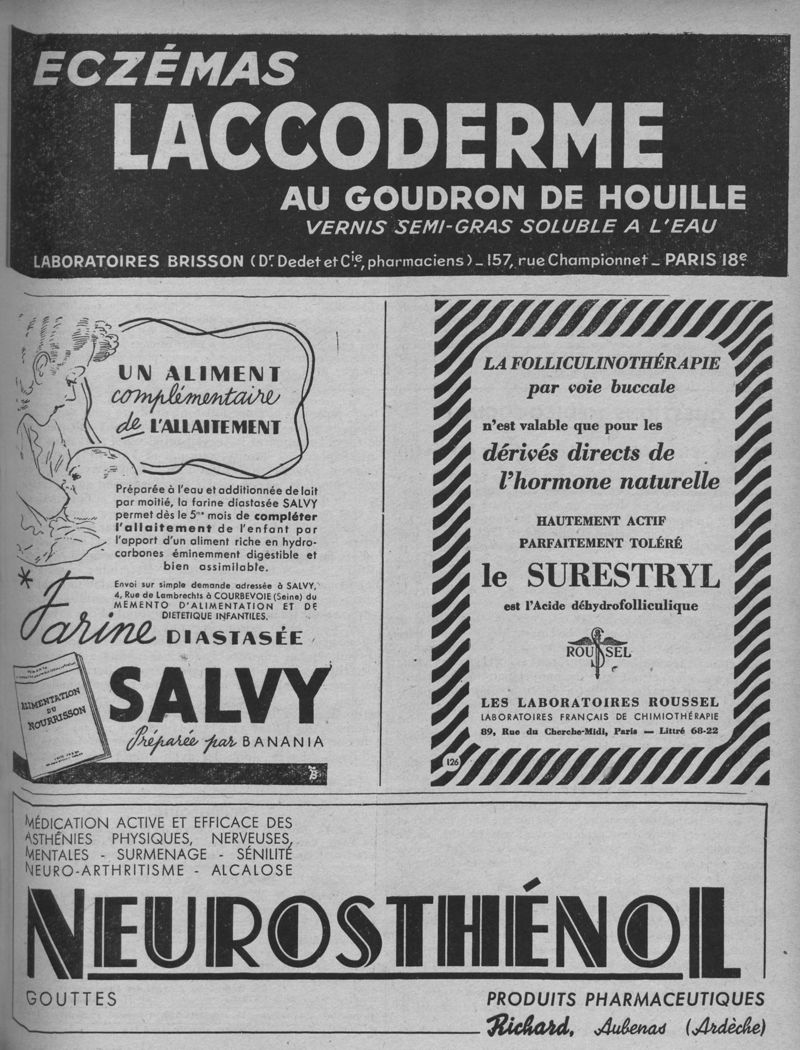 ECZÉMAS
LACCODERME
AU GOUDRON DE HOUILLE
VERNIS SEMI-GRAS SOLUBLE A L'EAU
LABORATOIRES BRISSON (Dr Dedet et Cie, pharmaciens) _ 157, rue Championnet _ PARIS 18e
UN ALIMENT
complémentaire
de L'ALLAITEMENT
Préparée à l'eau et additionnée de lait
par moitié, la farine diastasée SALVY
permet dès le 5me mois de compléter
l'allaitement de l'enfant par
l'apport d'un aliment riche en hydro-
carbones éminemment digestible et
bien assimilable.
Envoi sur simple demande adressée à SALVY,
4, Rue de Lambrechts à COURBEVOIE (Seine) du
MEMENTO D'ALIMENTATION ET DE
DIETETIQUE INFANTILES.
* Farine DIASTASÉE
ALIMENTATION
DU
NOURRISSON
SALVY
Préparée par BANANIA
LA FOLLICULINOTHÉRAPIE
par voie buccale
n'est valable que pour les
dérivés directs de
l'hormone naturelle
HAUTEMENT ACTIF
PARFAITEMENT TOLÉRÉ
le SURESTRYL
est l'Acide déhydrofolliculique
ROUSSEL
LES LABORATOIRES ROUSSEL
LABORATOIRES FRANÇAIS DE CHIMIOTHÉRAPIE
89, Rue du Cherche-Midi, Paris — Littré 68-22
126
MÉDICATION ACTIVE ET EFFICACE DES
ASTHÉNIES PHYSIQUES, NERVEUSES,
MENTALES - SURMENAGE - SÉNILITÉ
NEURO-ARTHRITISME - ALCALOSE
NEUROSTHÉNOL
GOUTTES
PRODUITS PHARMACEUTIQUES
Richard, Aubenas (Ardèche)